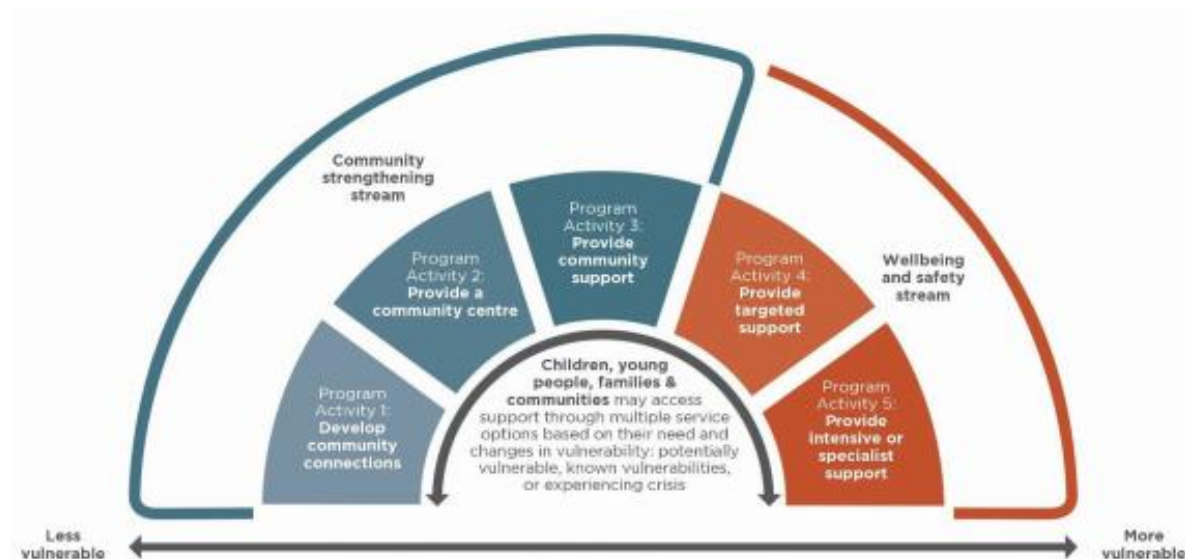 Community
strengthening
stream
Program
Activity 3:
Provide
community
support
Program
Activity 2:
Provide a
community centre
Program
Activity 4:
Provide
targeted
support
Wellbeing
and safety
stream
Program
Activity 1:
Develop
community
connections
Children, young
people, families &
communities may access
support through multiple service
options based on their need and
changes in vulnerability: potentially
vulnerable, known vulnerabilities,
or experiencing crisis
Program
Activity 5:
Provide
intensive or
specialist
support
Less
vulnerable
More
vulnerable